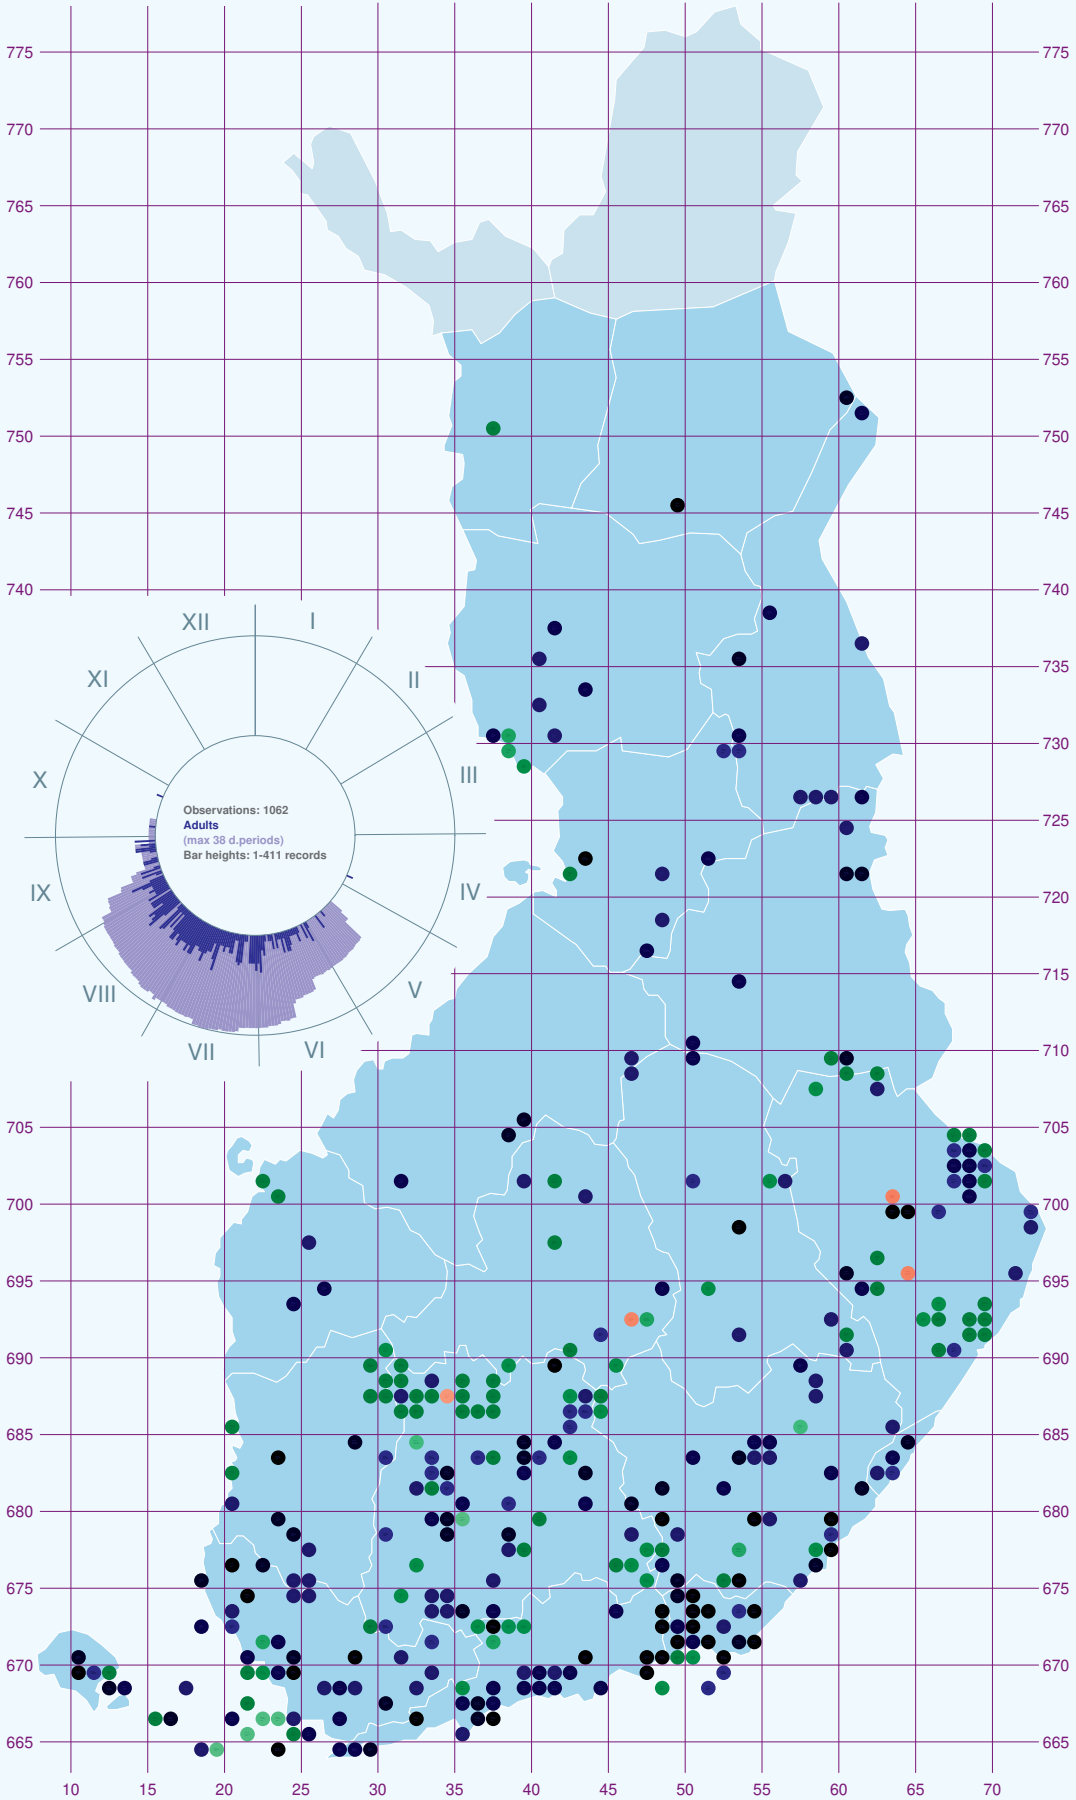 775 775
770 770
765 765
760 760
755 755
750 750
745 745
740 740
XII I
XI II
735 735
730 730
X III
Observations: 1062
Adults
(max 38 d.periods)
Bar heights: 1-411 records
725 725
IX IV
720 720
VIII V
715 715
VII VI
710 710
705 705
700 700
695 695
690 690
685 685
680 680
675 675
670 670
665 665
10 15 20 25 30 35 40 45 50 55 60 65 70